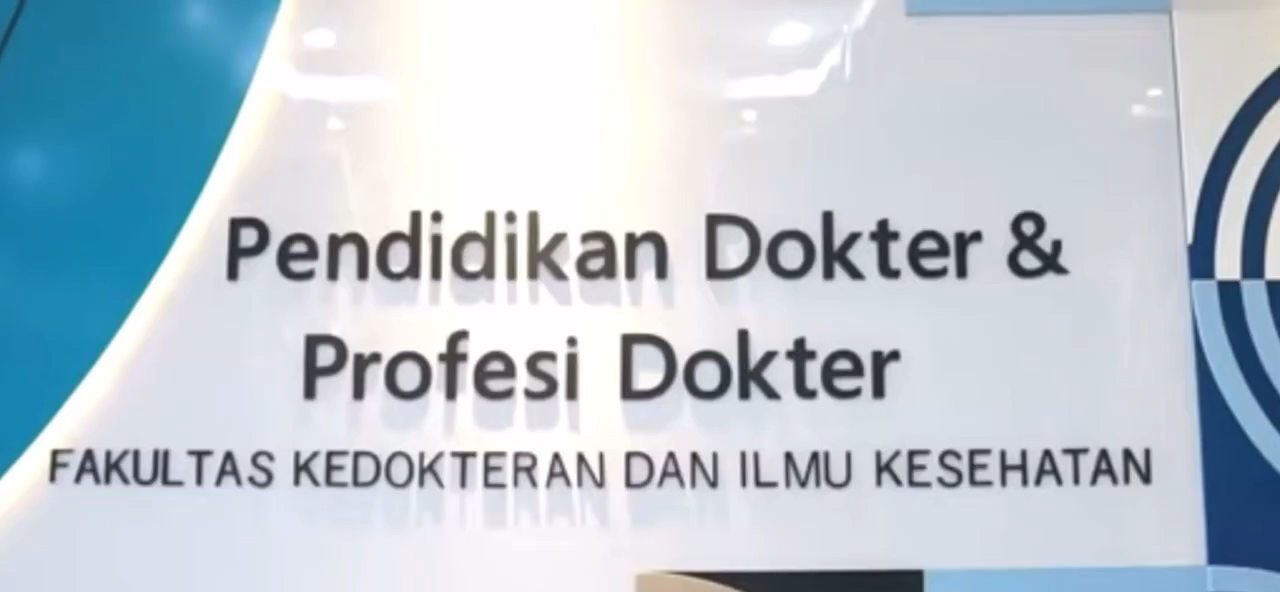 Pendidikan Dokter &
Profesi Dokter
FAKULTAS KEDOKTERAN DAN ILMU KESEHATAN